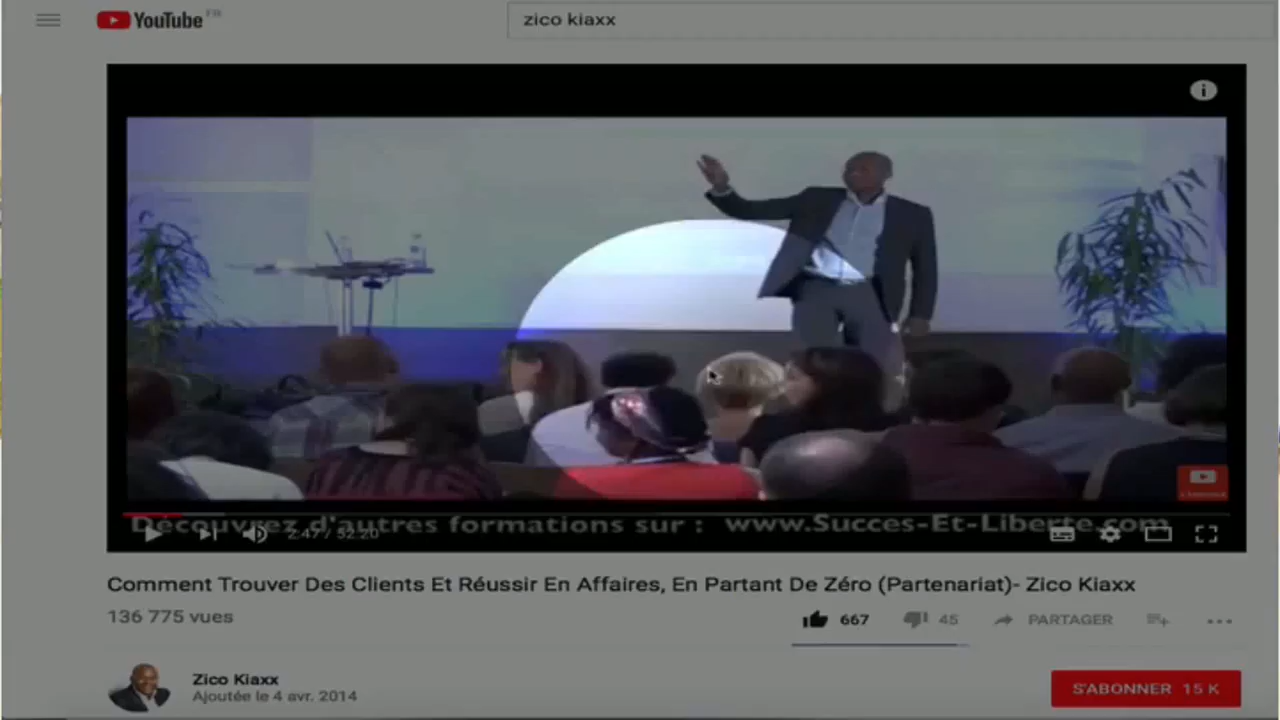 YouTube FR
zico kiaxx
Découvrez d'autres formations sur : www.Succes-Et-Liberte.com
2:47 / 52:20
Comment Trouver Des Clients Et Réussir En Affaires, En Partant De Zéro (Partenariat)- Zico Kiaxx
136 775 vues
667
45
PARTAGER
Zico Kiaxx
Ajoutée le 4 avr. 2014
S'ABONNER 15 K